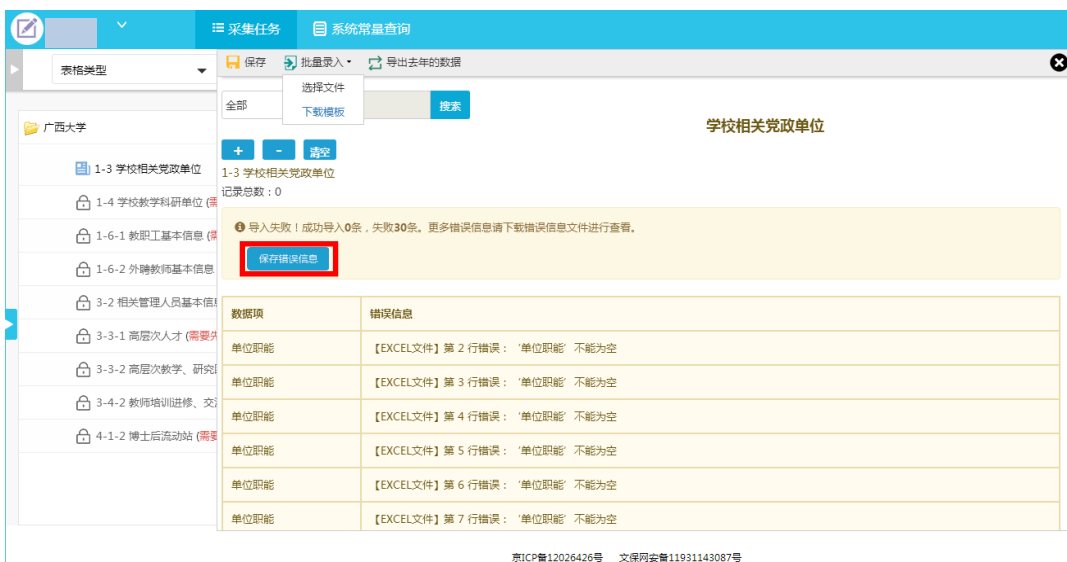 采集任务 系统常量查询
表格类型
保存 批量录入 导出去年的数据
选择文件
下载模板
全部 搜索
学校相关党政单位
广西大学
+ - 清空
1-3 学校相关党政单位
1-3 学校相关党政单位
记录总数：0
1-4 学校教学科研单位 (需
1-6-1 教职工基本信息 (需
1-6-2 外聘教师基本信息
3-2 相关管理人员基本信息
3-3-1 高层次人才 (需要先
3-3-2 高层次教学、研究
3-4-2 教师培训进修、交
4-1-2 博士后流动站 (需要
导入失败！成功导入0条，失败30条。更多错误信息请下载错误信息文件进行查看。
保存错误信息
数据项 错误信息
单位职能 【EXCEL文件】第 2 行错误： ‘单位职能’ 不能为空
单位职能 【EXCEL文件】第 3 行错误： ‘单位职能’ 不能为空
单位职能 【EXCEL文件】第 4 行错误： ‘单位职能’ 不能为空
单位职能 【EXCEL文件】第 5 行错误： ‘单位职能’ 不能为空
单位职能 【EXCEL文件】第 6 行错误： ‘单位职能’ 不能为空
单位职能 【EXCEL文件】第 7 行错误： ‘单位职能’ 不能为空
京ICP备12026426号 文保网安备11931143087号